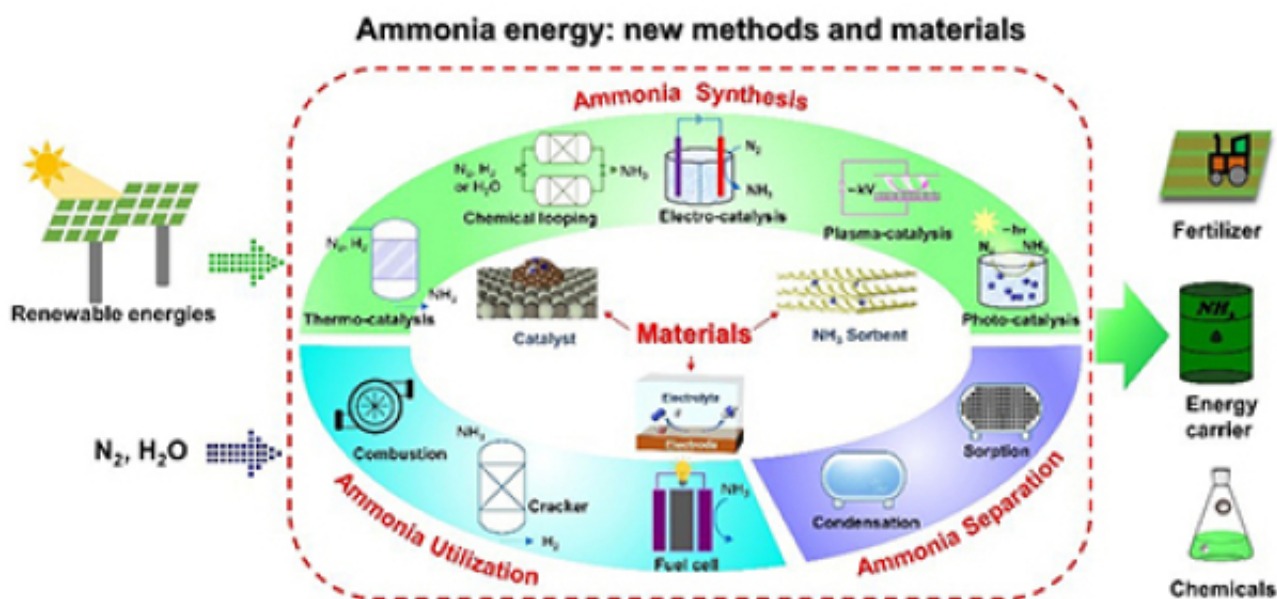 Ammonia energy: new methods and materials
Ammonia Synthesis
Renewable energies
N₂, H₂O
N₂, H₂
NH₃
Thermo-catalysis
N₂, H₂
or H₂O
NH₃
Chemical looping
N₂
NH₃
Electro-catalysis
~kV
Plasma-catalysis
N₂
NH₃
Photo-catalysis
Materials
Catalyst
NH₃ Sorbent
Electrolyte
Electrode
Combustion
NH₃
Cracker
H₂
NH₃
Fuel cell
Ammonia Utilization
Condensation
Sorption
Ammonia Separation
Fertilizer
NH₃
Energy
carrier
Chemicals